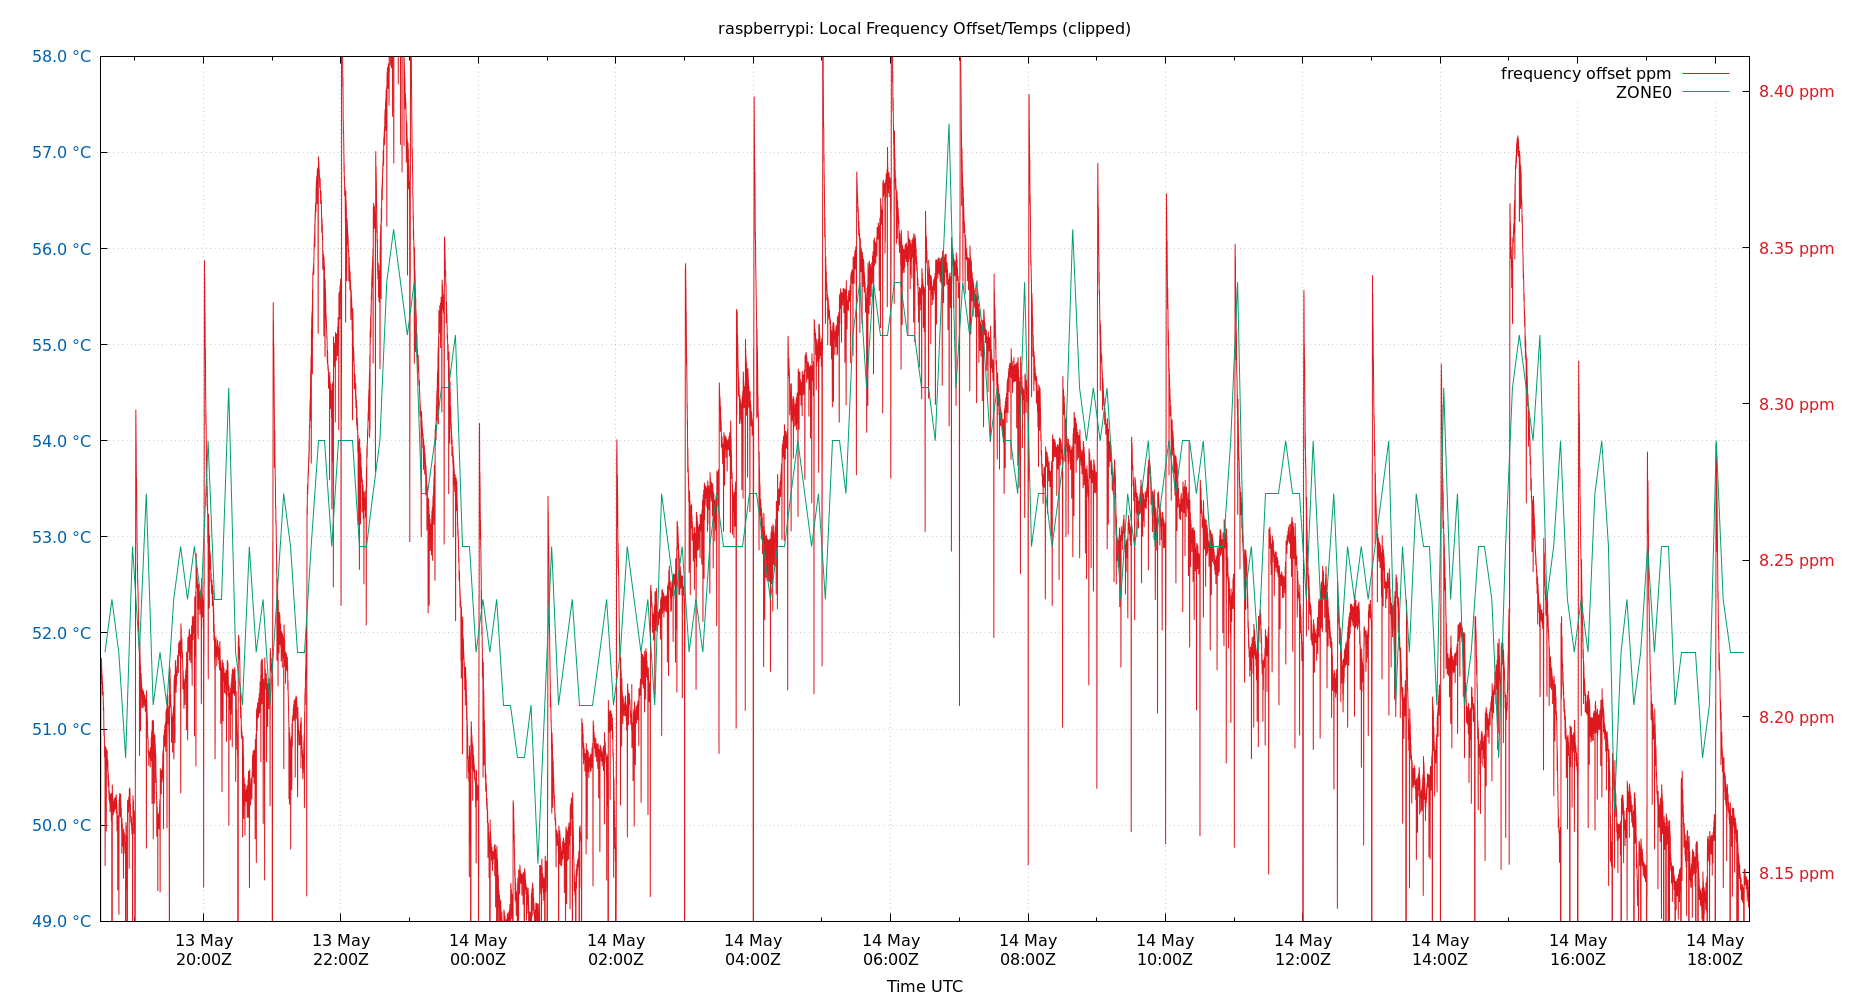 raspberrypi: Local Frequency Offset/Temps (clipped)
58.0 °C
57.0 °C
56.0 °C
55.0 °C
54.0 °C
53.0 °C
52.0 °C
51.0 °C
50.0 °C
49.0 °C
frequency offset ppm
ZONE0
8.40 ppm
8.35 ppm
8.30 ppm
8.25 ppm
8.20 ppm
8.15 ppm
13 May 13 May 14 May 14 May 14 May 14 May 14 May 14 May 14 May 14 May 14 May 14 May
20:00Z 22:00Z 00:00Z 02:00Z 04:00Z 06:00Z 08:00Z 10:00Z 12:00Z 14:00Z 16:00Z 18:00Z
Time UTC